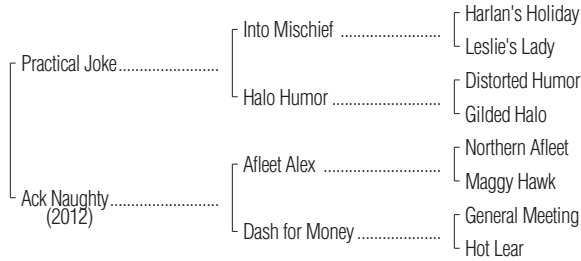 Harlan's Holiday
Into Mischief ......................
Leslie's Lady
Practical Joke......................
Distorted Humor
Halo Humor ........................
Gilded Halo
Northern Afleet
Afleet Alex ..........................
Maggy Hawk
Ack Naughty........................
(2012)
General Meeting
Dash for Money...................
Hot Lear